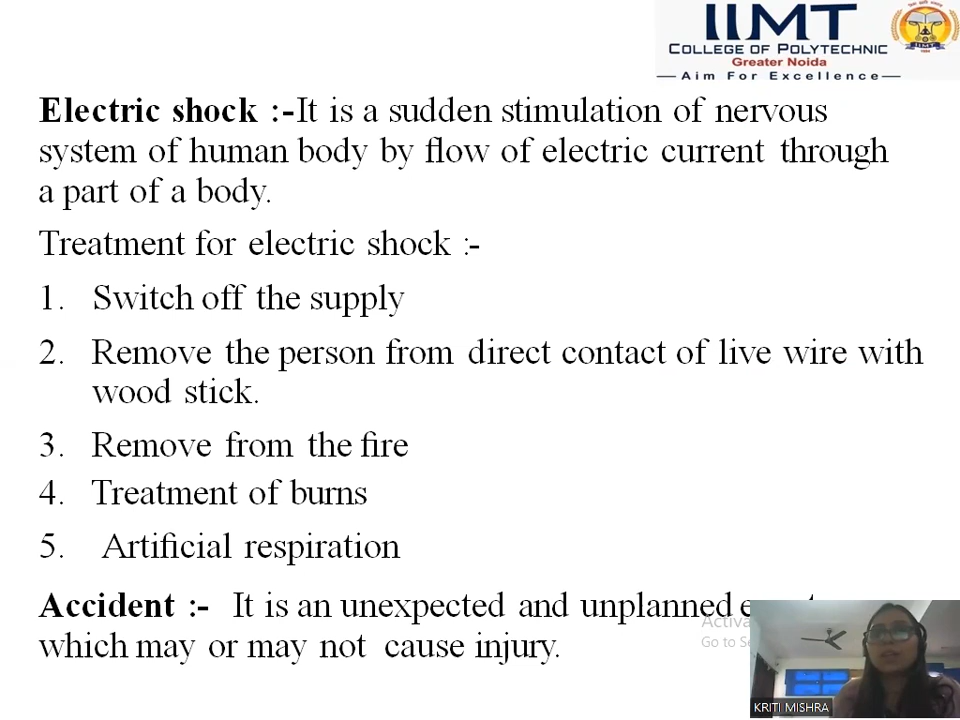 IIMT
COLLEGE OF POLYTECHNIC
Greater Noida
Aim For Excellence
IIMT
Electric shock :-It is a sudden stimulation of nervous
system of human body by flow of electric current through
a part of a body.
Treatment for electric shock :-
1. Switch off the supply
2. Remove the person from direct contact of live wire with
wood stick.
3. Remove from the fire
4. Treatment of burns
5. Artificial respiration
Accident :- It is an unexpected and unplanned
which may or may not cause injury.
Go to
KRITI MISHRA